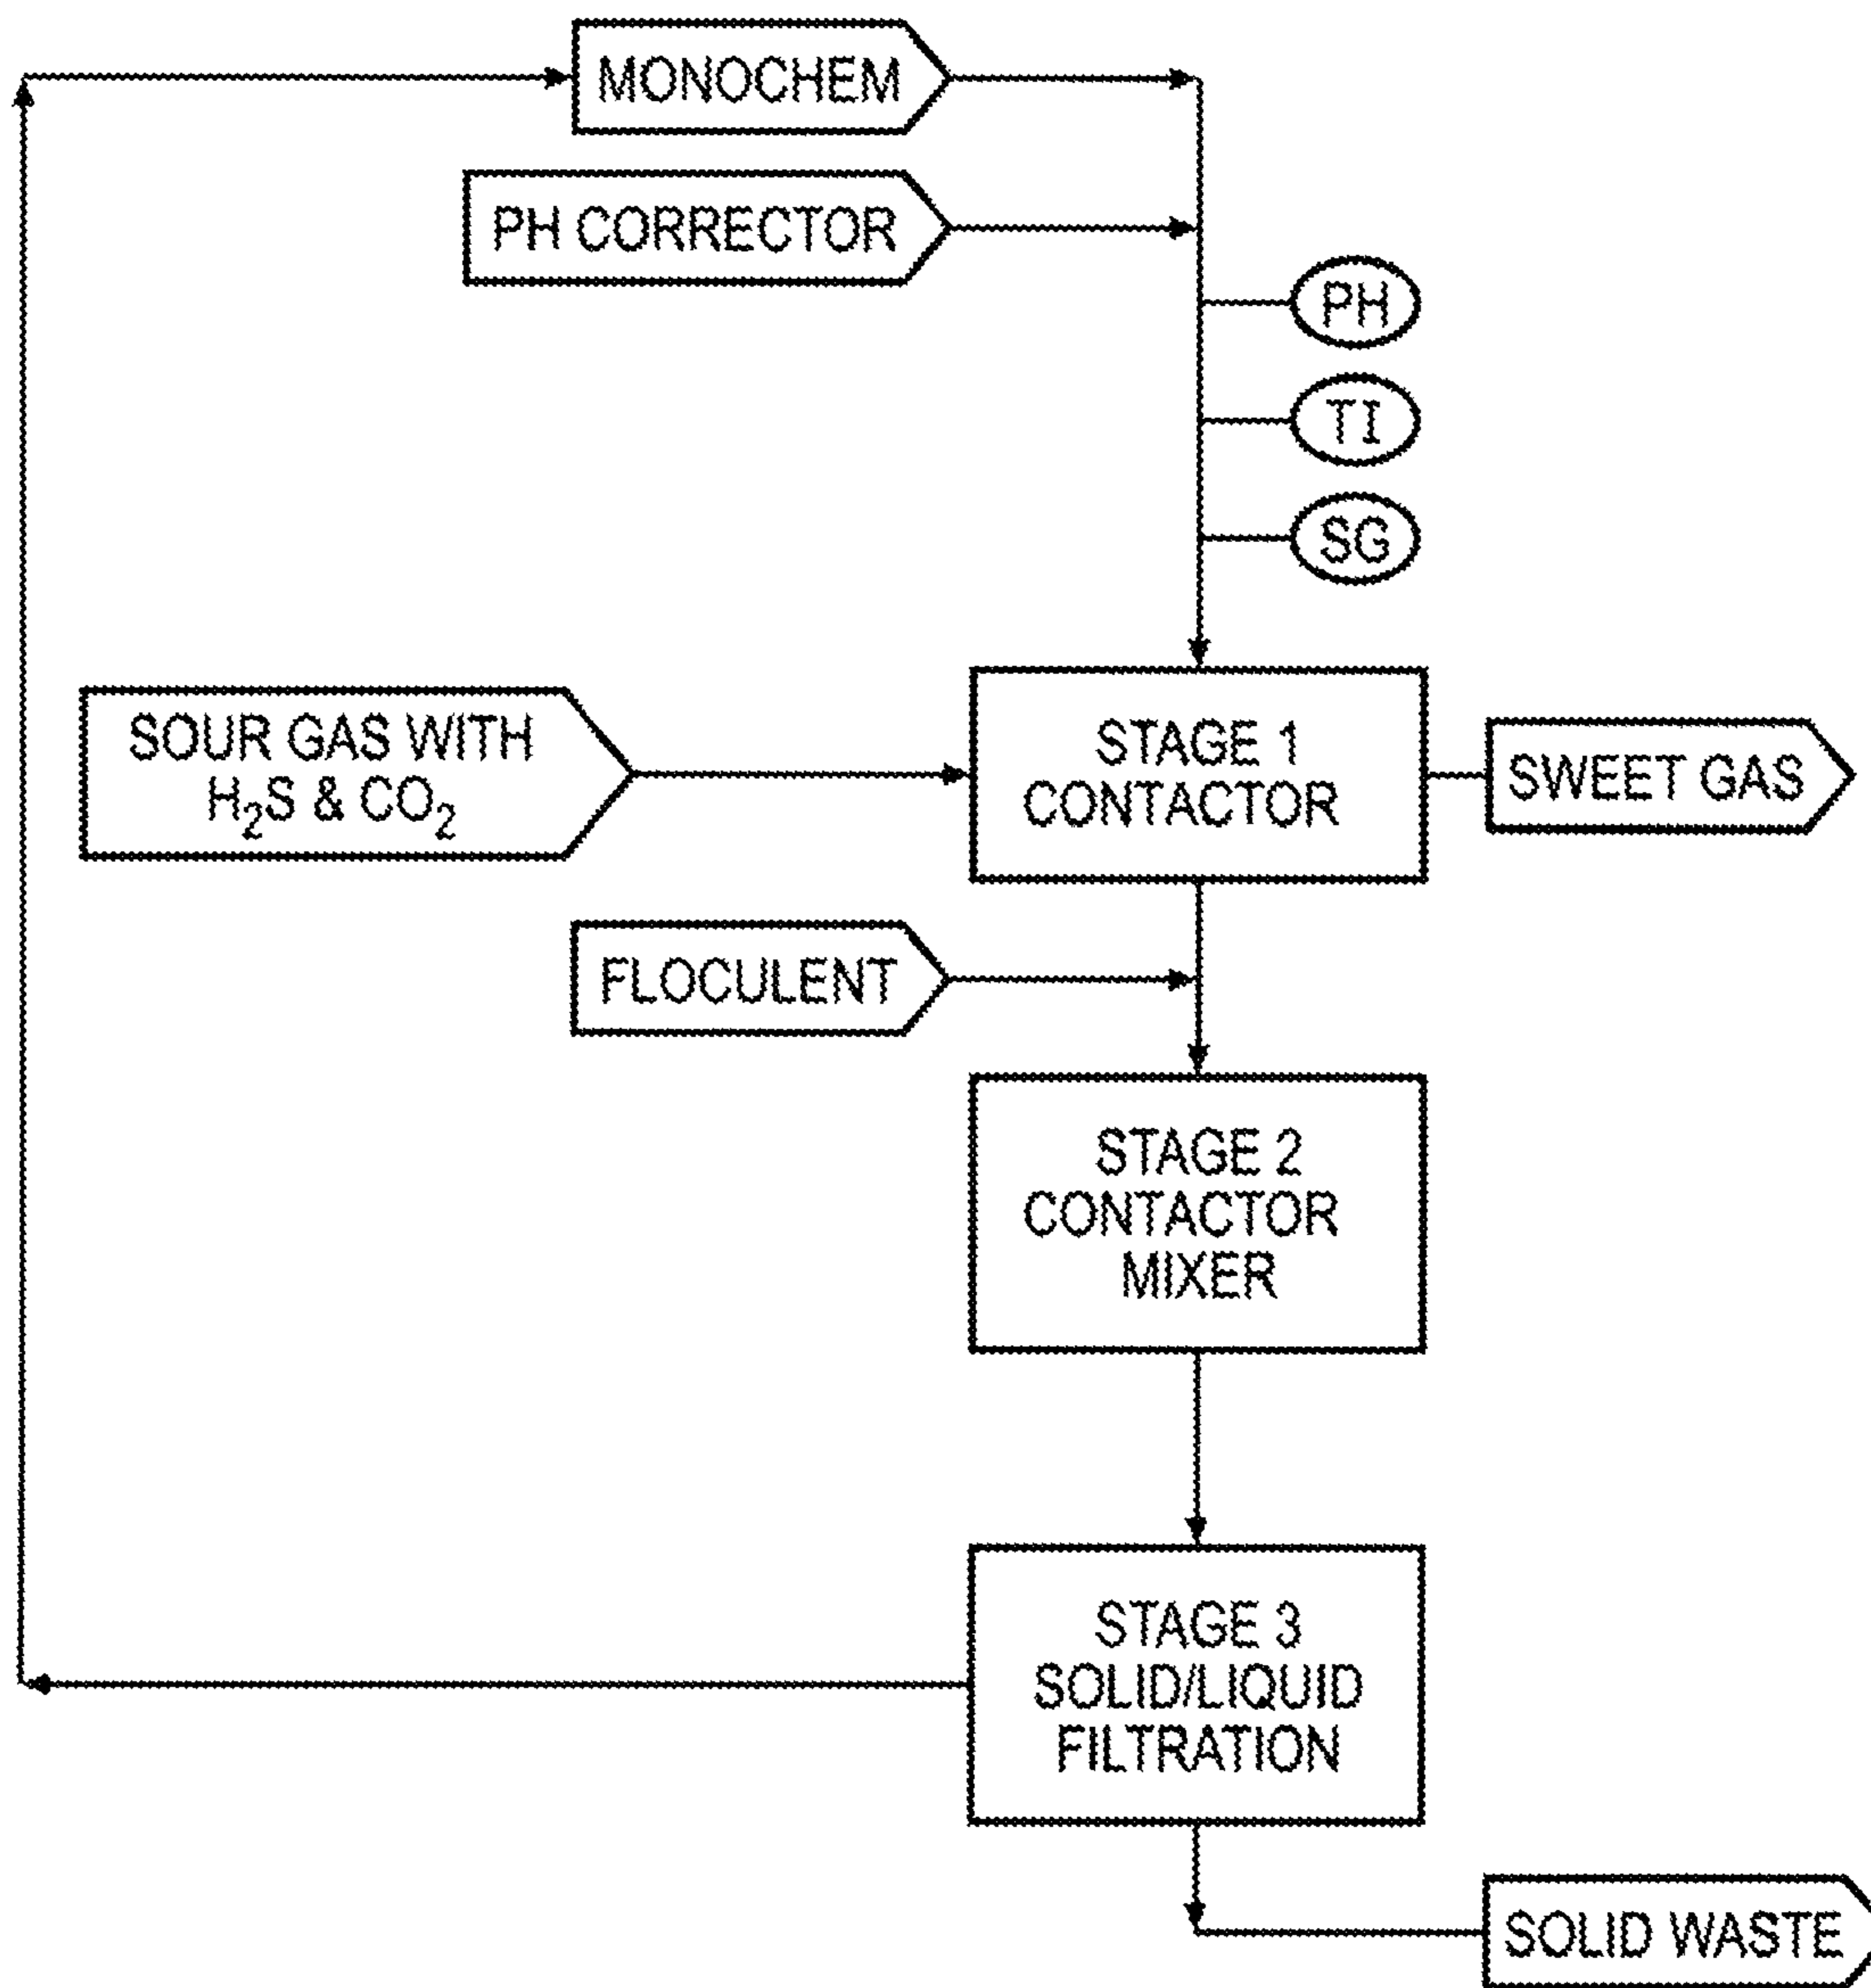 MONOCHEM
PH CORRECTOR
PH
TI
SG
SOUR GAS WITH
H₂S & CO₂
STAGE 1
CONTACTOR
SWEET GAS
FLOCULENT
STAGE 2
CONTACTOR
MIXER
STAGE 3
SOLID/LIQUID
FILTRATION
SOLID WASTE